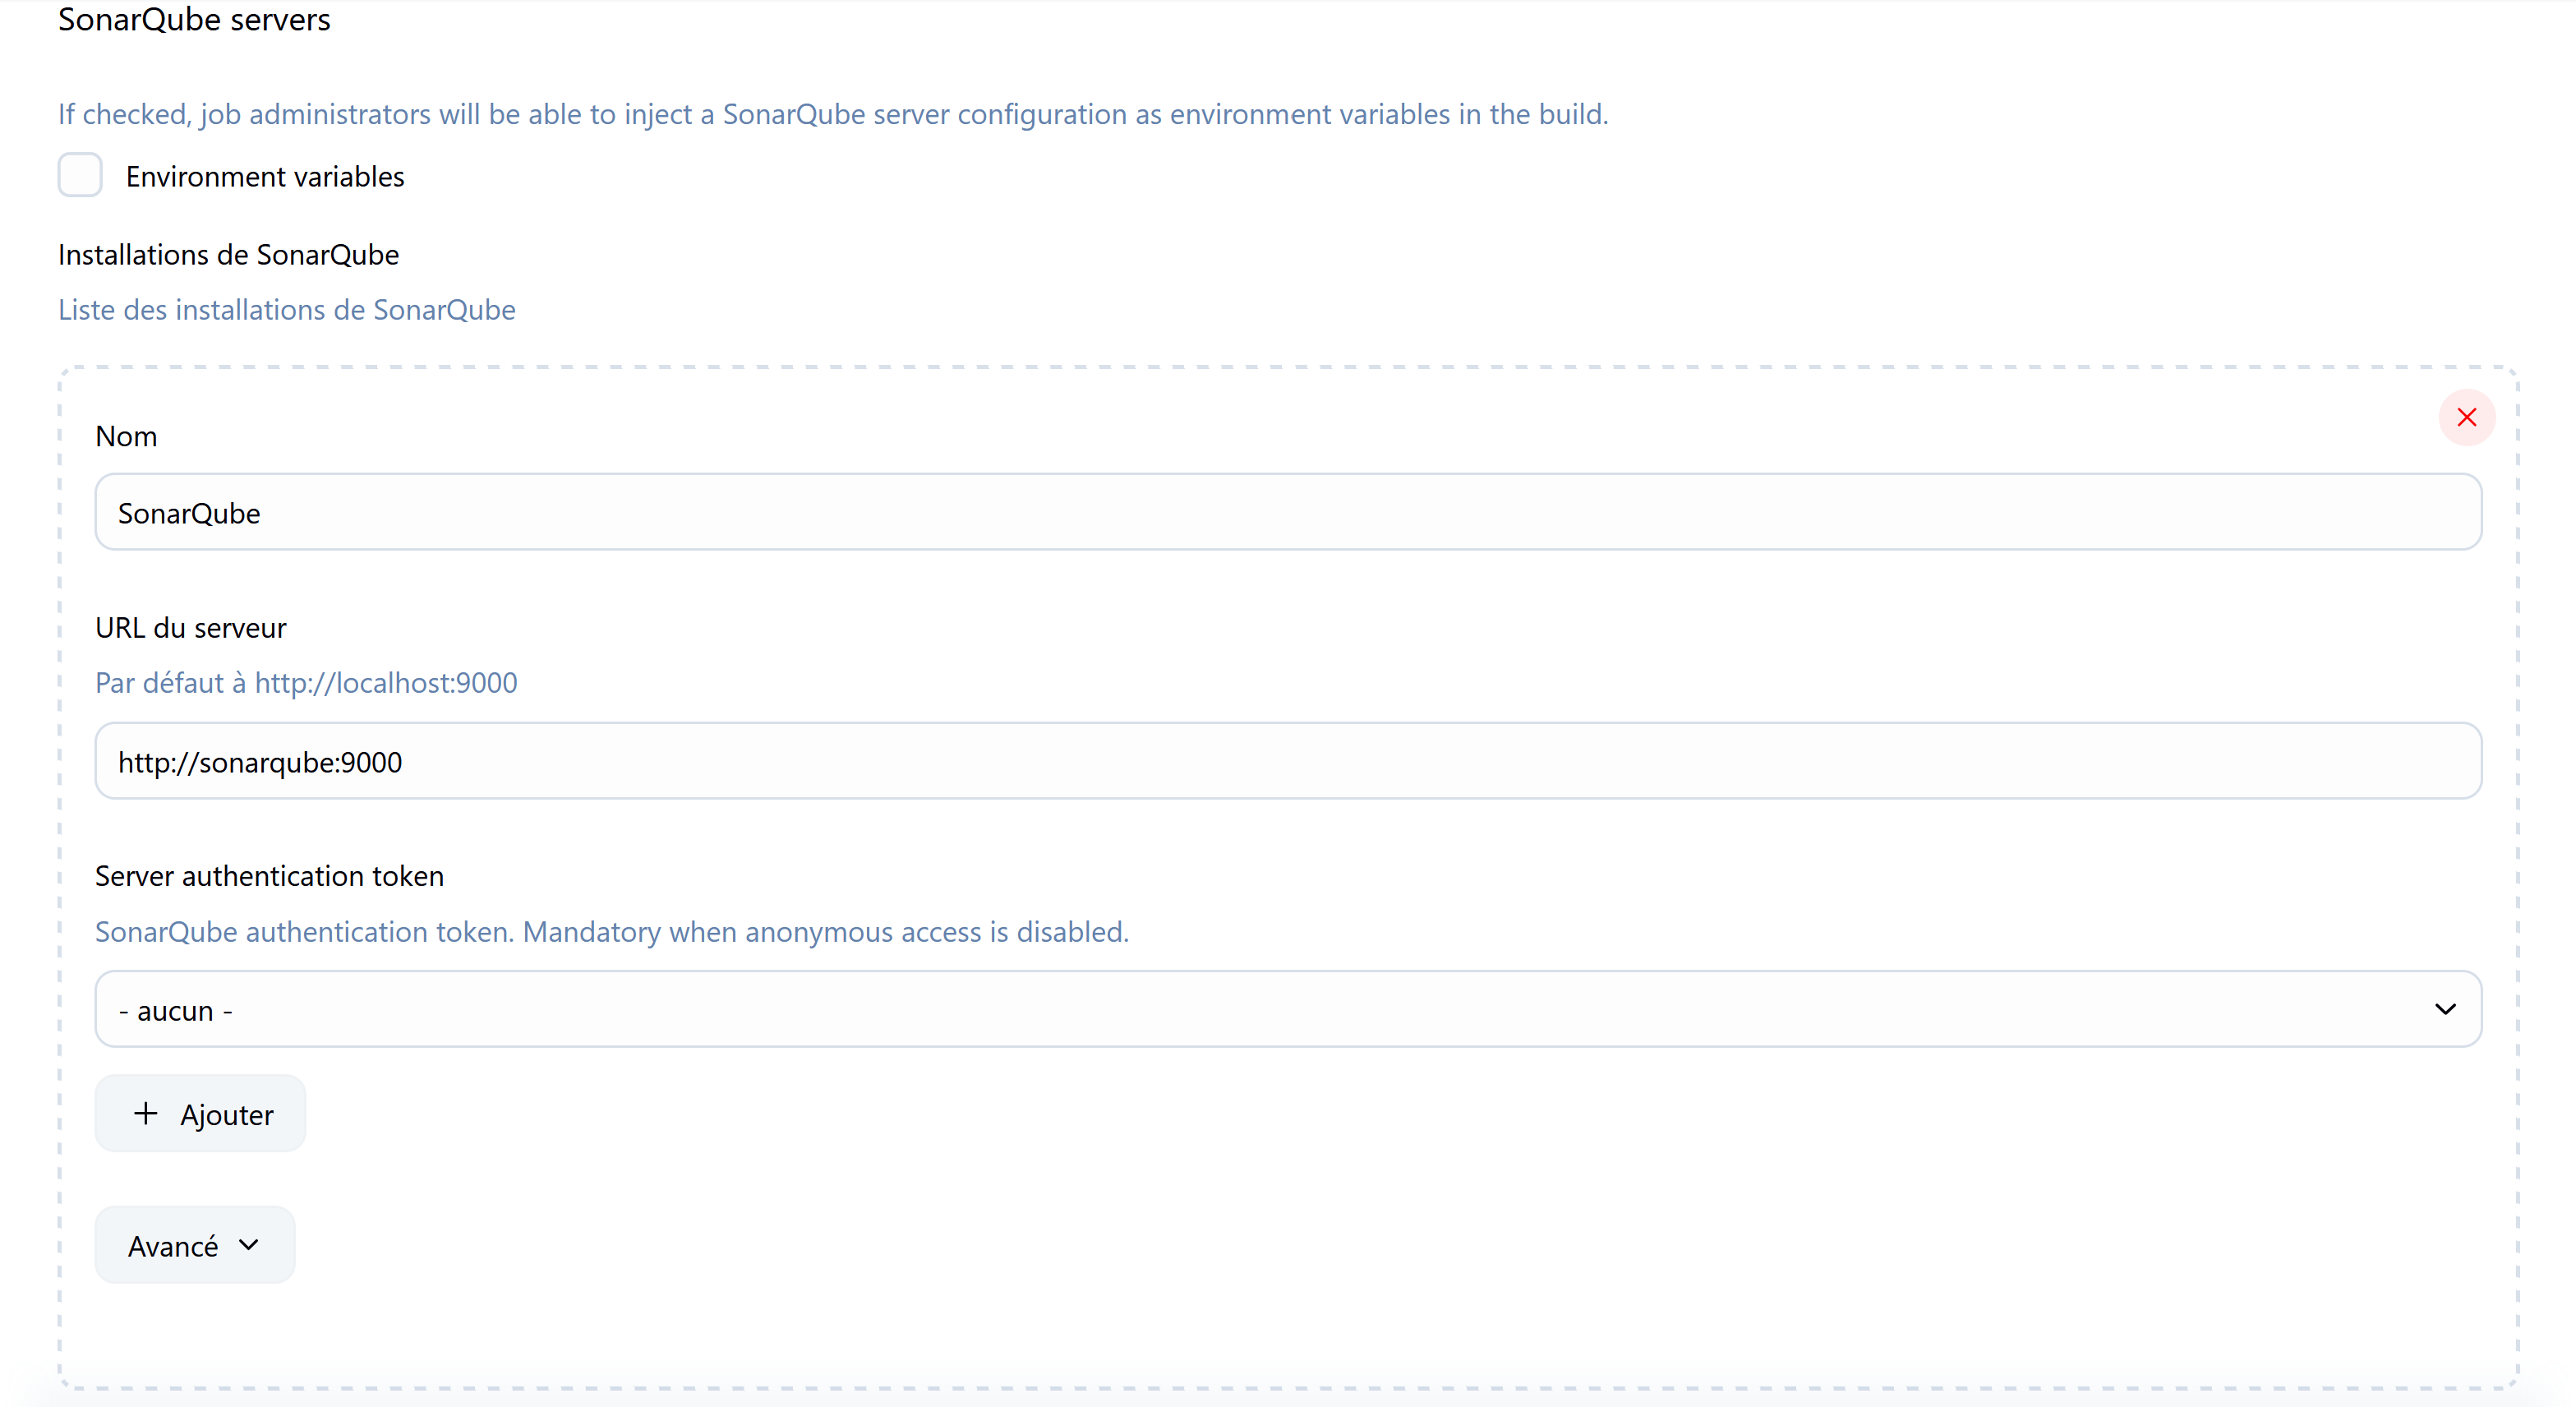 SonarQube servers
If checked, job administrators will be able to inject a SonarQube server configuration as environment variables in the build.
Environment variables
Installations de SonarQube
Liste des installations de SonarQube
Nom
SonarQube
URL du serveur
Par défaut à http://localhost:9000
http://sonarqube:9000
Server authentication token
SonarQube authentication token. Mandatory when anonymous access is disabled.
- aucun -
Ajouter
Avancé